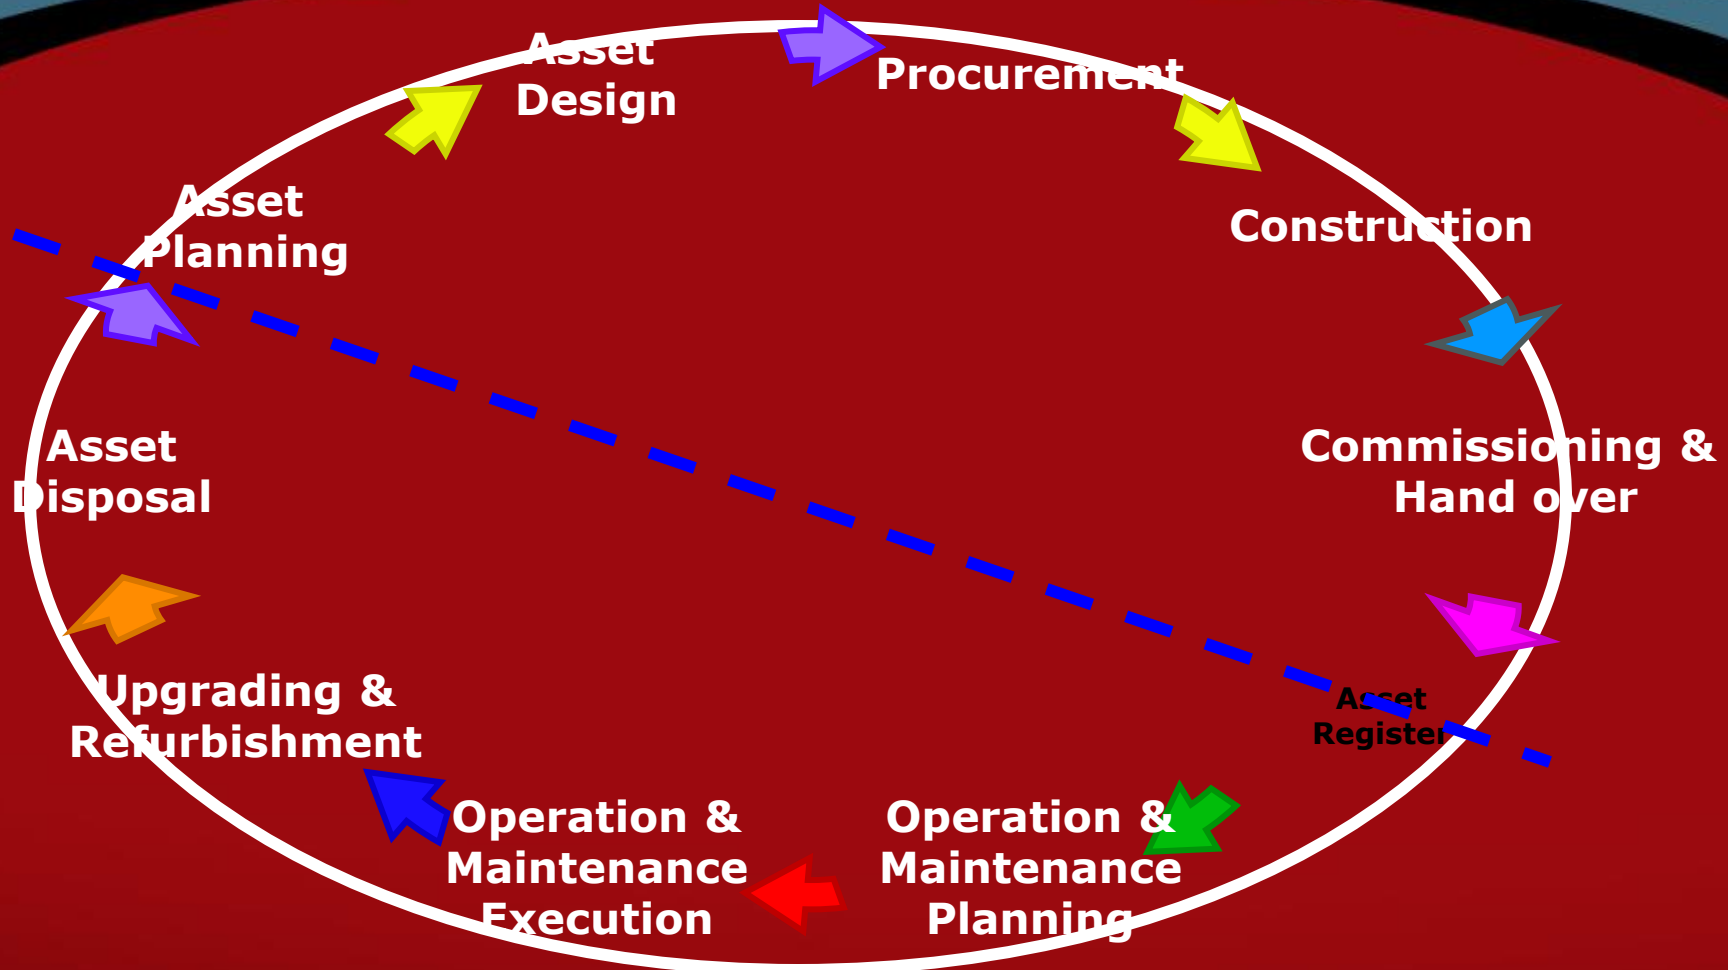 Asset
Design
Procurement
Asset
Planning
Construction
Asset
Disposal
Commissioning &
Hand over
Upgrading &
Refurbishment
Asset
Register
Operation &
Maintenance
Execution
Operation &
Maintenance
Planning